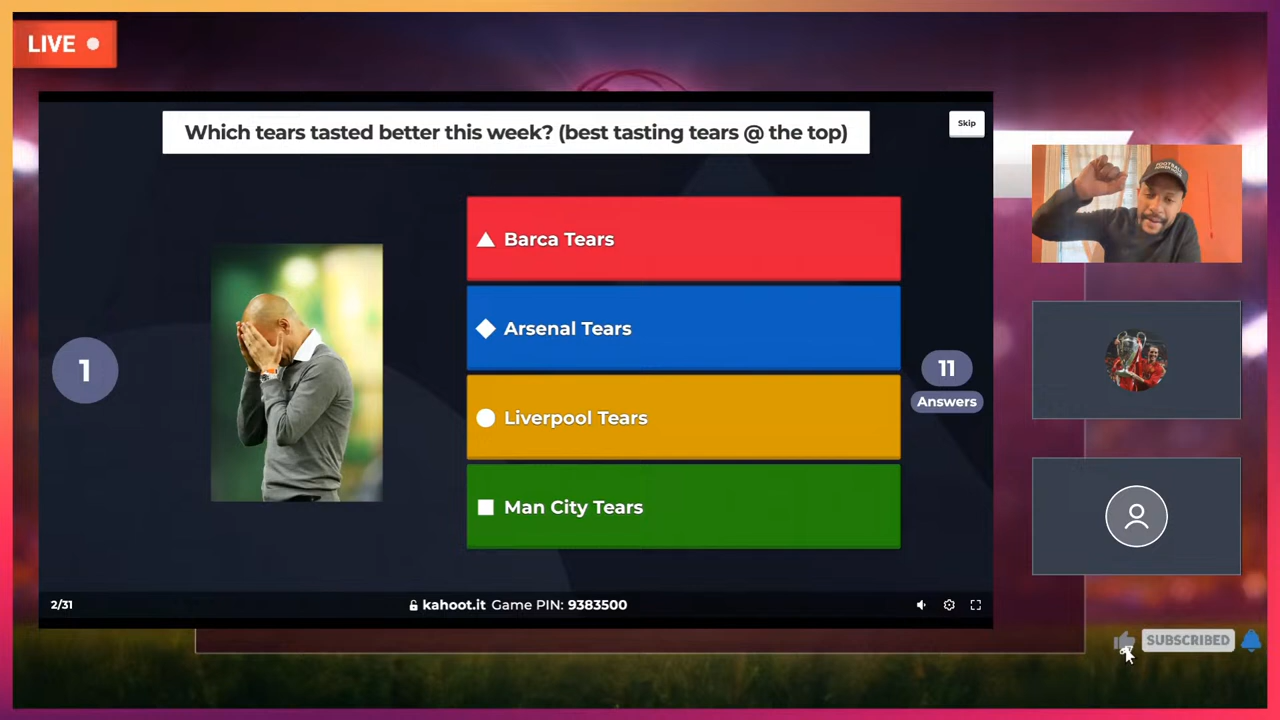 LIVE
Which tears tasted better this week? (best tasting tears @ the top)
Skip
Barca Tears
Arsenal Tears
1
11
Answers
Liverpool Tears
Man City Tears
2/31
kahoot.it Game PIN: 9383500
SUBSCRIBED